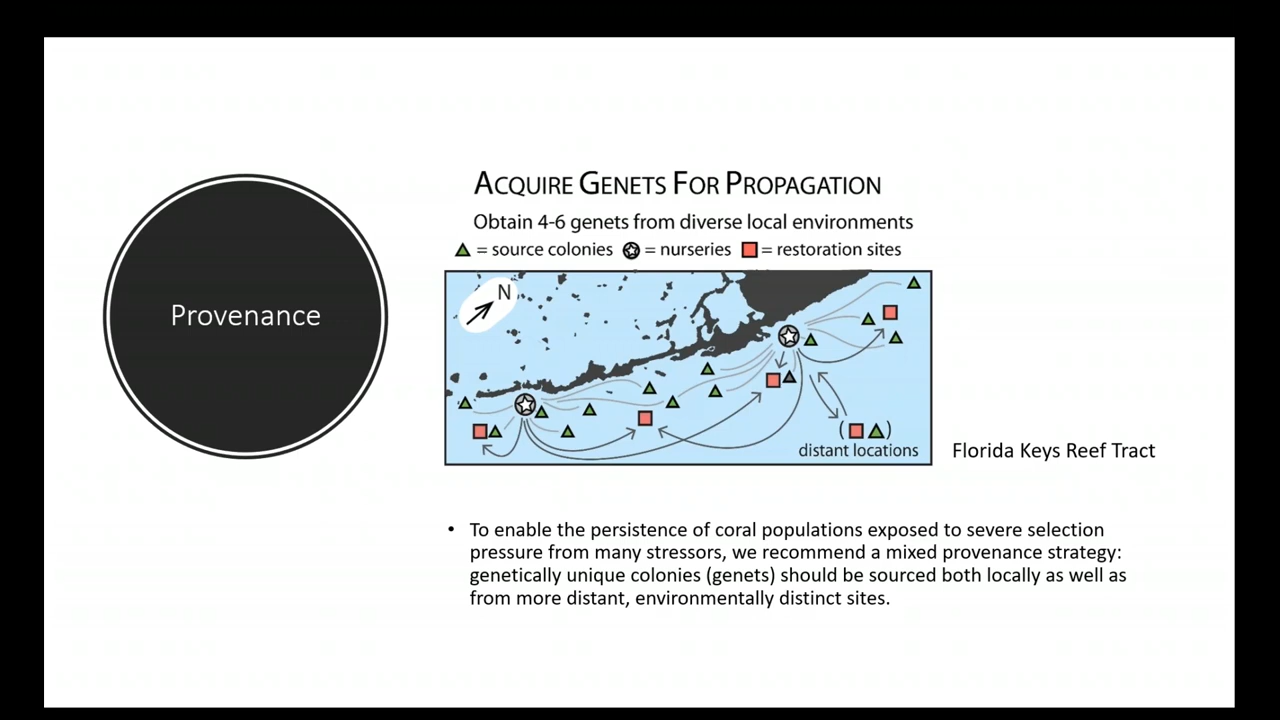 Provenance
ACQUIRE GENETS FOR PROPAGATION
Obtain 4-6 genets from diverse local environments
= source colonies = nurseries = restoration sites
N
( )
distant locations
Florida Keys Reef Tract
• To enable the persistence of coral populations exposed to severe selection
pressure from many stressors, we recommend a mixed provenance strategy:
genetically unique colonies (genets) should be sourced both locally as well as
from more distant, environmentally distinct sites.